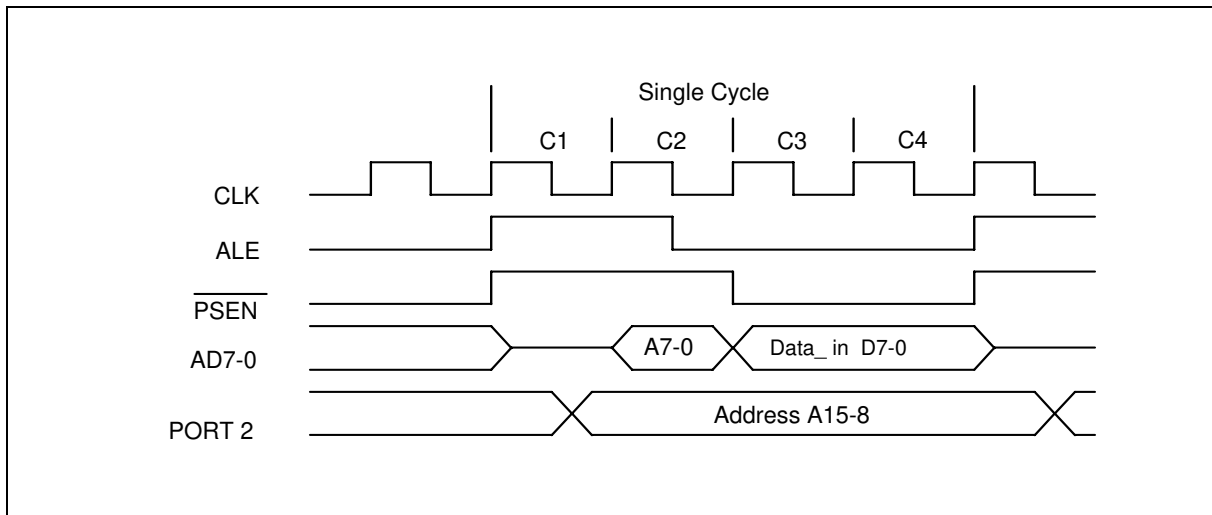 Single Cycle
C1 C2 C3 C4
CLK
ALE
PSEN
AD7-0 A7-0 Data_ in D7-0
PORT 2 Address A15-8